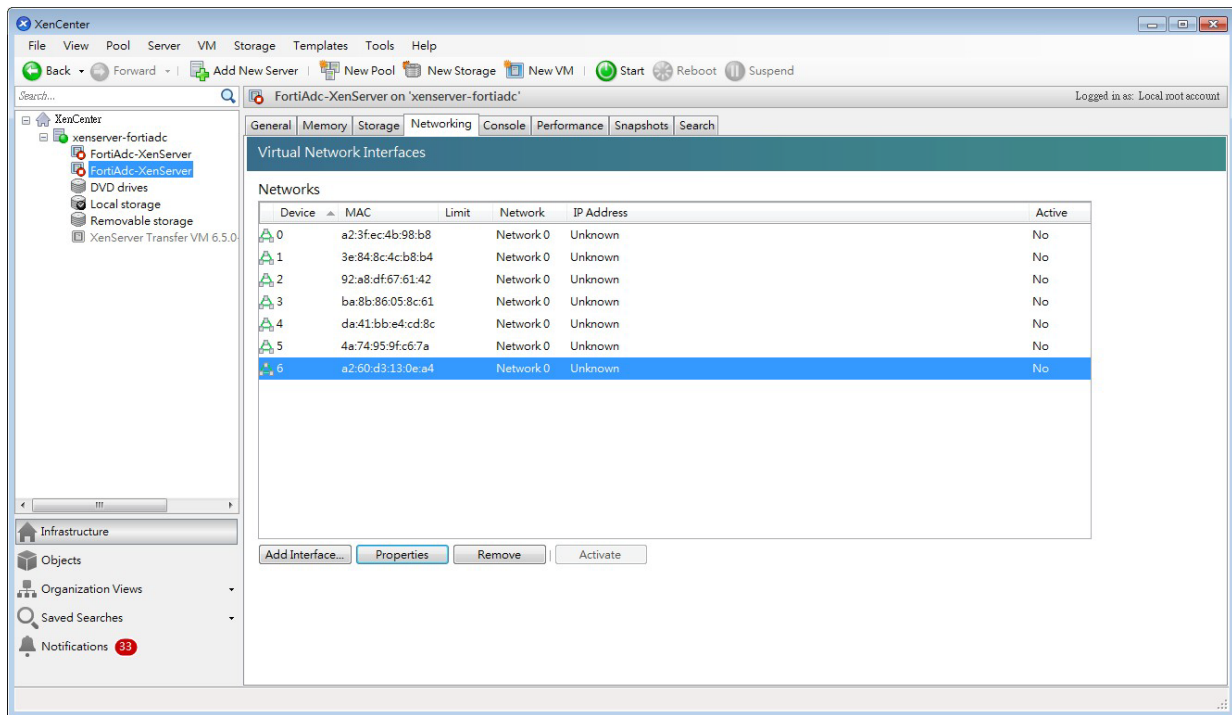 XenCenter
File View Pool Server VM Storage Templates Tools Help
Back Forward Add New Server New Pool New Storage New VM Start Reboot Suspend
Search... FortiAdc-XenServer on 'xenserver-fortiadc' Logged in as: Local root account
XenCenter
xenserver-fortiadc
FortiAdc-XenServer
FortiAdc-XenServer
DVD drives
Local storage
Removable storage
XenServer Transfer VM 6.5.0-
General Memory Storage Networking Console Performance Snapshots Search
Virtual Network Interfaces
Networks
Device MAC Limit Network IP Address Active
0 a2:3f:ec:4b:98:b8 Network 0 Unknown No
1 3e:84:8c:4c:b8:b4 Network 0 Unknown No
2 92:a8:df:67:61:42 Network 0 Unknown No
3 ba:8b:86:05:8c:61 Network 0 Unknown No
4 da:41:bb:e4:cd:8c Network 0 Unknown No
5 4a:74:95:9f:c6:7a Network 0 Unknown No
6 a2:60:d3:13:0e:a4 Network 0 Unknown No
Add Interface... Properties Remove Activate
Infrastructure
Objects
Organization Views
Saved Searches
Notifications 33